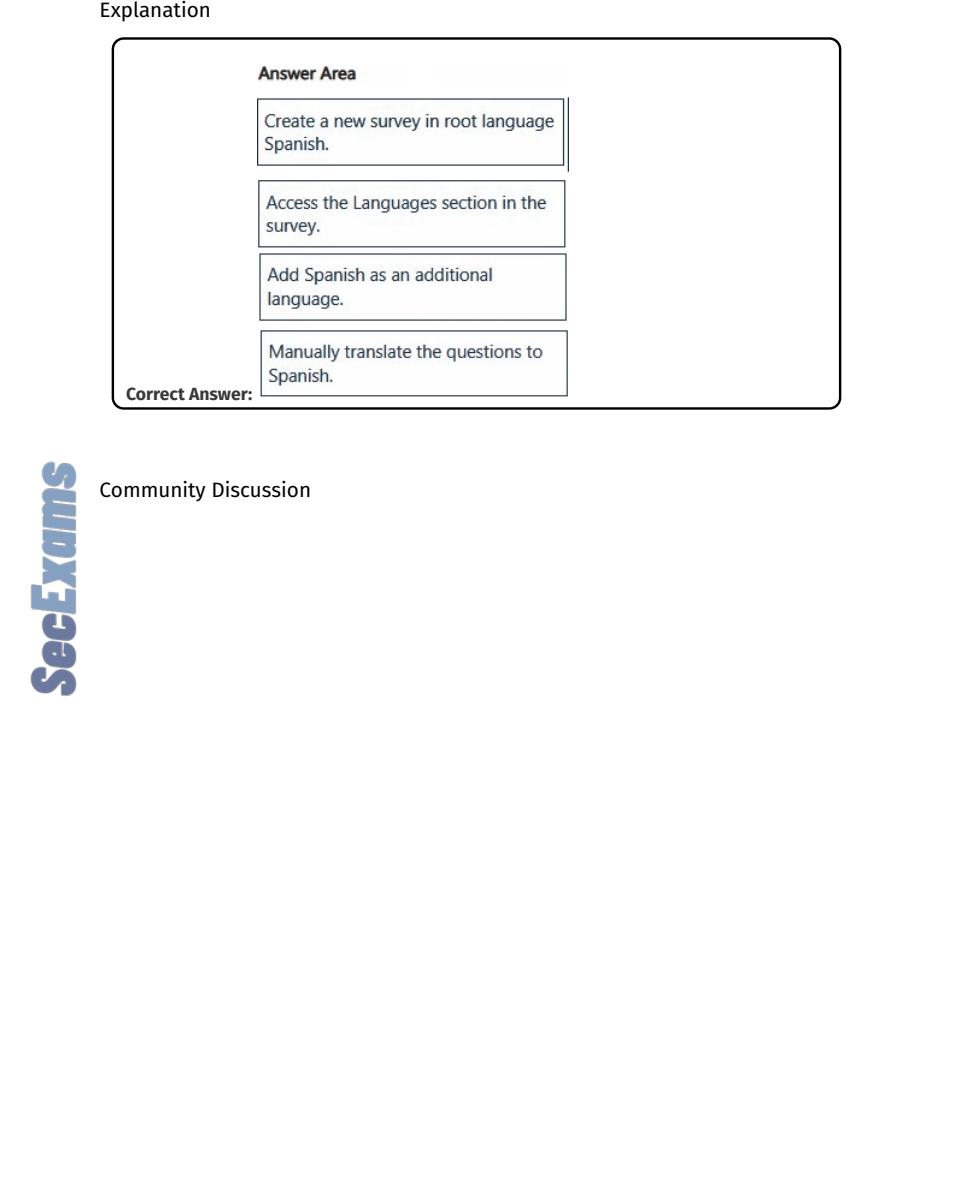 Explanation
Answer Area
Create a new survey in root language
Spanish.
Access the Languages section in the
survey.
Add Spanish as an additional
language.
Manually translate the questions to
Spanish.
Correct Answer:
Community Discussion
SecExams